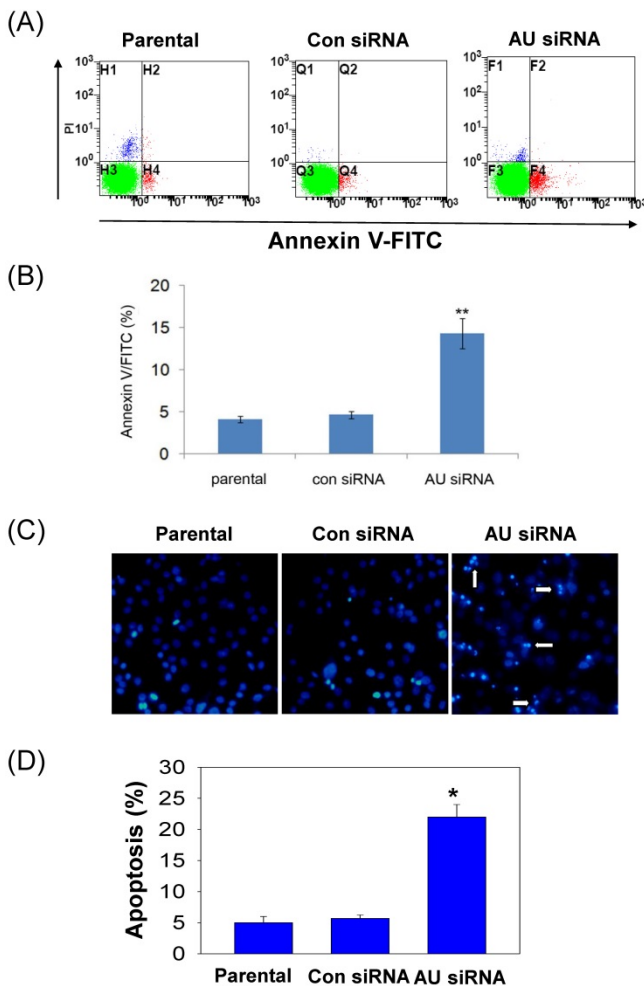 (A)
Parental Con siRNA AU siRNA
10³ H1 H2 10³ Q1 Q2 10³ F1 F2
10² 10² 10²
PI
10¹ 10¹ 10¹
10⁰ 10⁰ 10⁰
H3 H4 Q3 Q4 F3 F4
10⁰ 10¹ 10² 10³ 10⁰ 10¹ 10² 10³ 10⁰ 10¹ 10² 10³
Annexin V-FITC
(B)
Annexin V/FITC (%)
20
**
15
10
5
0
parental con siRNA AU siRNA
(C)
Parental Con siRNA AU siRNA
(D)
Apoptosis (%)
30
*
25
20
15
10
5
0
Parental Con siRNA AU siRNA